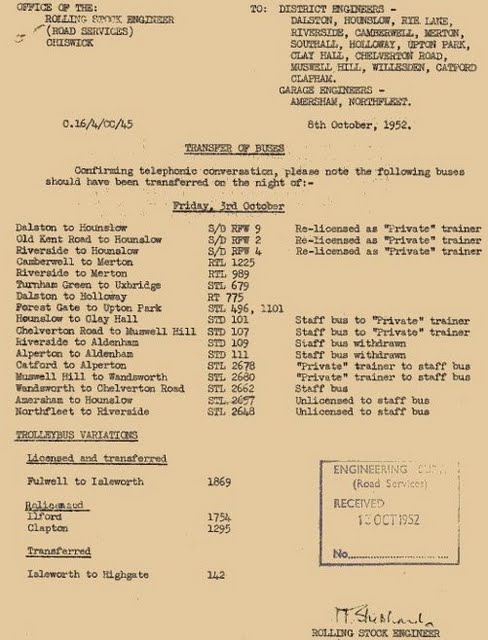 OFFICE OF THE:
ROLLING STOCK ENGINEER
(ROAD SERVICES)
CHISWICK
TO: DISTRICT ENGINEERS -
DALSTON, HOUNSLOW, RYE LANE,
RIVERSIDE, CAMBERWELL, MERTON,
SOUTHALL, HOLLOWAY, UPTON PARK,
CLAY HALL, CHELVERTON ROAD,
MUSWELL HILL, WILLESDEN, CATFORD
CLAPHAM.
GARAGE ENGINEERS -
AMERSHAM, NORTHFLEET.
C.16/4/CC/45
8th October, 1952.
TRANSFER OF BUSES
Confirming telephonic conversation, please note the following buses
should have been transferred on the night of:-
Friday, 3rd October
Dalston to Hounslow S/D RFW 9 Re-licensed as "Private" trainer
Old Kent Road to Hounslow S/D RFW 2 Re-licensed as "Private" trainer
Riverside to Hounslow S/D RFW 4 Re-licensed as "Private" trainer
Camberwell to Merton RTL 1225
Riverside to Merton RTL 989
Turnham Green to Uxbridge STL 679
Dalston to Holloway RT 775
Forest Gate to Upton Park STL 496, 1101
Hounslow to Clay Hall STD 101 Staff bus to "Private" trainer
Chelverton Road to Muswell Hill STD 107 Staff bus to "Private" trainer
Riverside to Aldenham STD 109 Staff bus withdrawn
Alperton to Aldenham STD 111 Staff bus withdrawn
Catford to Alperton STL 2678 "Private" trainer to staff bus
Muswell Hill to Wandsworth STL 2680 "Private" trainer to staff bus
Wandsworth to Chelverton Road STL 2662 Staff bus
Amersham to Hounslow STL 2657 Unlicensed to staff bus
Northfleet to Riverside STL 2648 Unlicensed to staff bus
TROLLEYBUS VARIATIONS
Licensed and transferred
Fulwell to Isleworth 1869
Relicensed
Ilford 1754
Clapton 1295
Transferred
Isleworth to Highgate 142
ENGINEERING
(Road Services)
RECEIVED
13 OCT 1952
No.
ROLLING STOCK ENGINEER